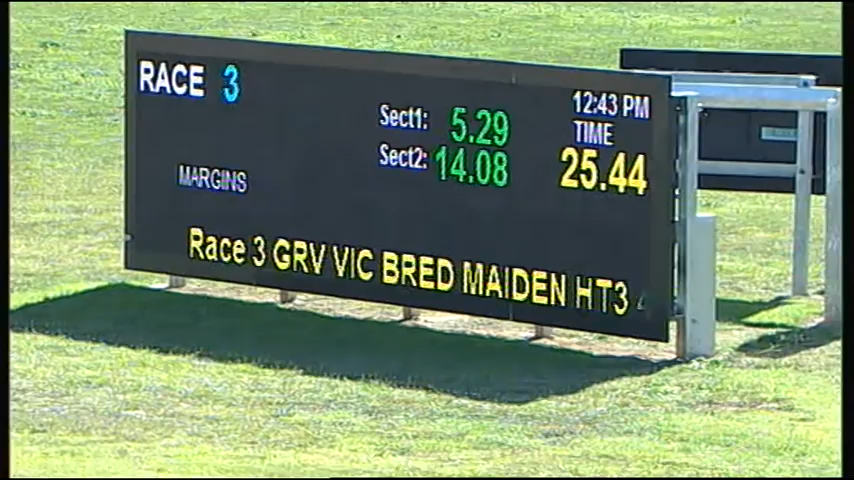 RACE 3
12:43 PM
Sect1: 5.29
TIME
Sect2: 14.08
25.44
MARGINS
Race 3 GRV VIC BRED MAIDEN HT3